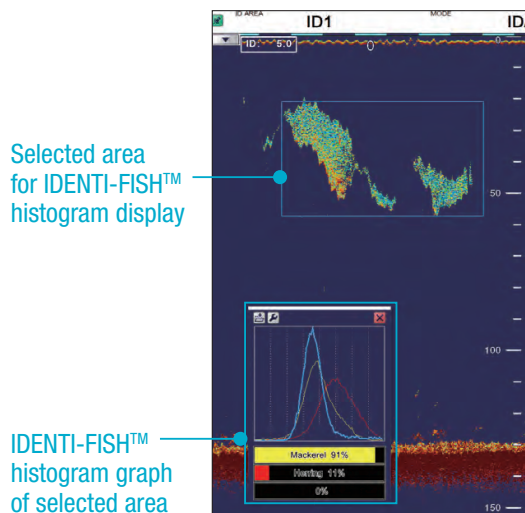 ID AREA
MODE
ID1
ID
ID: 5.0
0
0
Selected area
for IDENTI-FISH™
histogram display
50
100
Mackerel 91%
Herring 11%
0%
IDENTI-FISH™
histogram graph
of selected area
150